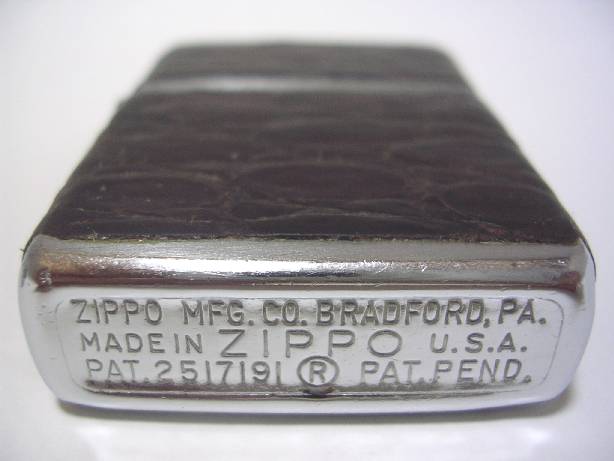 ZIPPO MFG. CO. BRADFORD, PA.
MADE IN ZIPPO U.S.A.
PAT. 2517191 ® PAT. PEND.